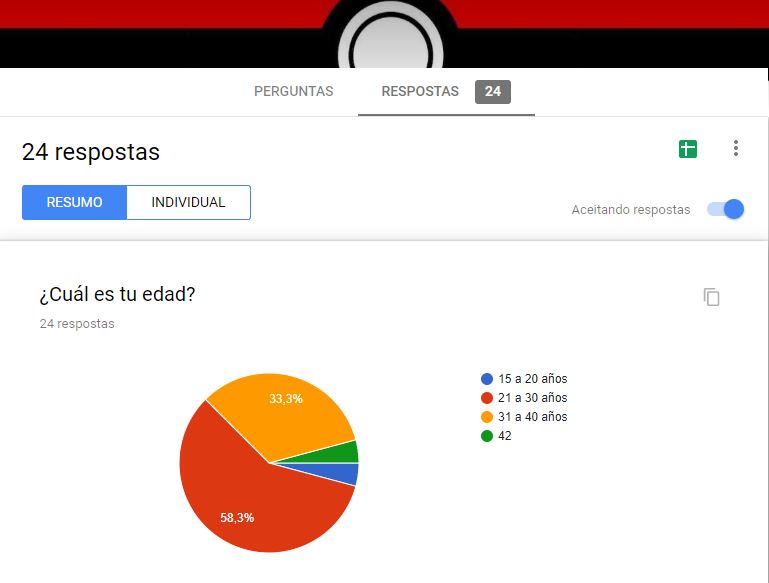 PERGUNTAS RESPOSTAS 24
24 respostas
RESUMO INDIVIDUAL
Aceitando respostas
¿Cuál es tu edad?
24 respostas
33,3%
58,3%
15 a 20 años
21 a 30 años
31 a 40 años
42